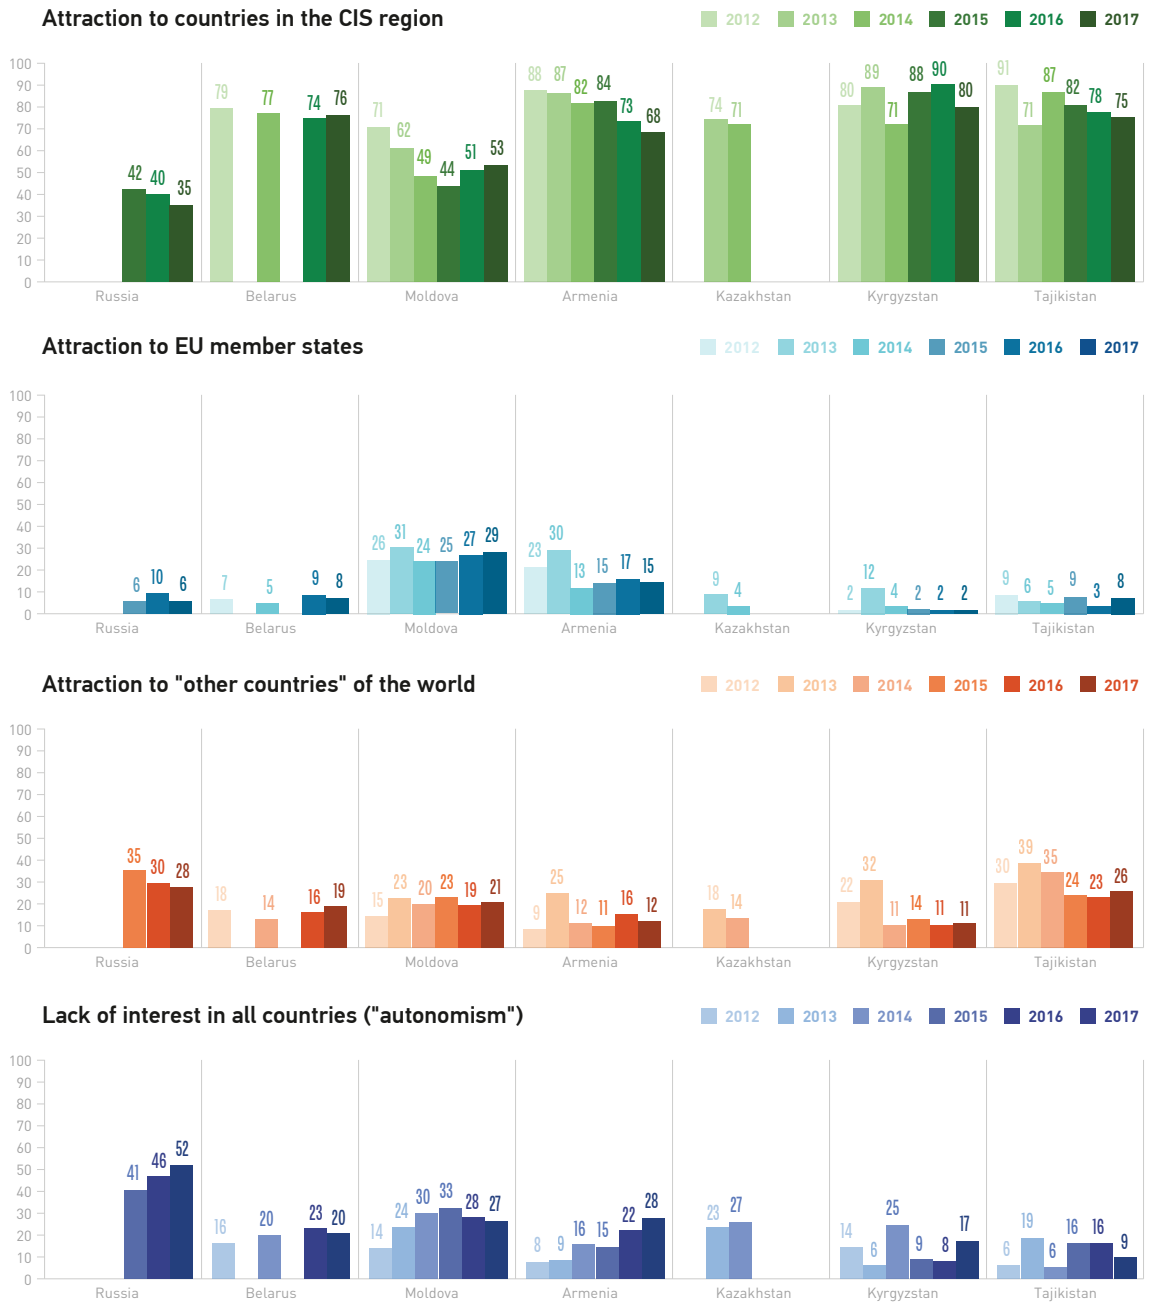 Attraction to countries in the CIS region
2012 2013 2014 2015 2016 2017
100
90
80
70
60
50
40
30
20
10
0
42 40 35
79 77 74 76
71 62 49 44 51 53
88 87 82 84 73 68
74 71
80 89 71 88 90 80
91 71 87 82 78 75
Russia Belarus Moldova Armenia Kazakhstan Kyrgyzstan Tajikistan
Attraction to EU member states
2012 2013 2014 2015 2016 2017
100
90
80
70
60
50
40
30
20
10
0
6 10 6
7 5 9 8
26 31 24 25 27 29
23 30 13 15 17 15
9 4
2 12 4 2 2 2
9 6 5 9 3 8
Russia Belarus Moldova Armenia Kazakhstan Kyrgyzstan Tajikistan
Attraction to "other countries" of the world
2012 2013 2014 2015 2016 2017
100
90
80
70
60
50
40
30
20
10
0
35 30 28
18 14 16 19
15 23 20 23 19 21
9 25 12 11 16 12
18 14
22 32 11 14 11 11
30 39 35 24 23 26
Russia Belarus Moldova Armenia Kazakhstan Kyrgyzstan Tajikistan
Lack of interest in all countries ("autonomism")
2012 2013 2014 2015 2016 2017
100
90
80
70
60
50
40
30
20
10
0
41 46 52
16 20 23 20
14 24 30 33 28 27
8 9 16 15 22 28
23 27
14 6 25 9 8 17
6 19 6 16 16 9
Russia Belarus Moldova Armenia Kazakhstan Kyrgyzstan Tajikistan